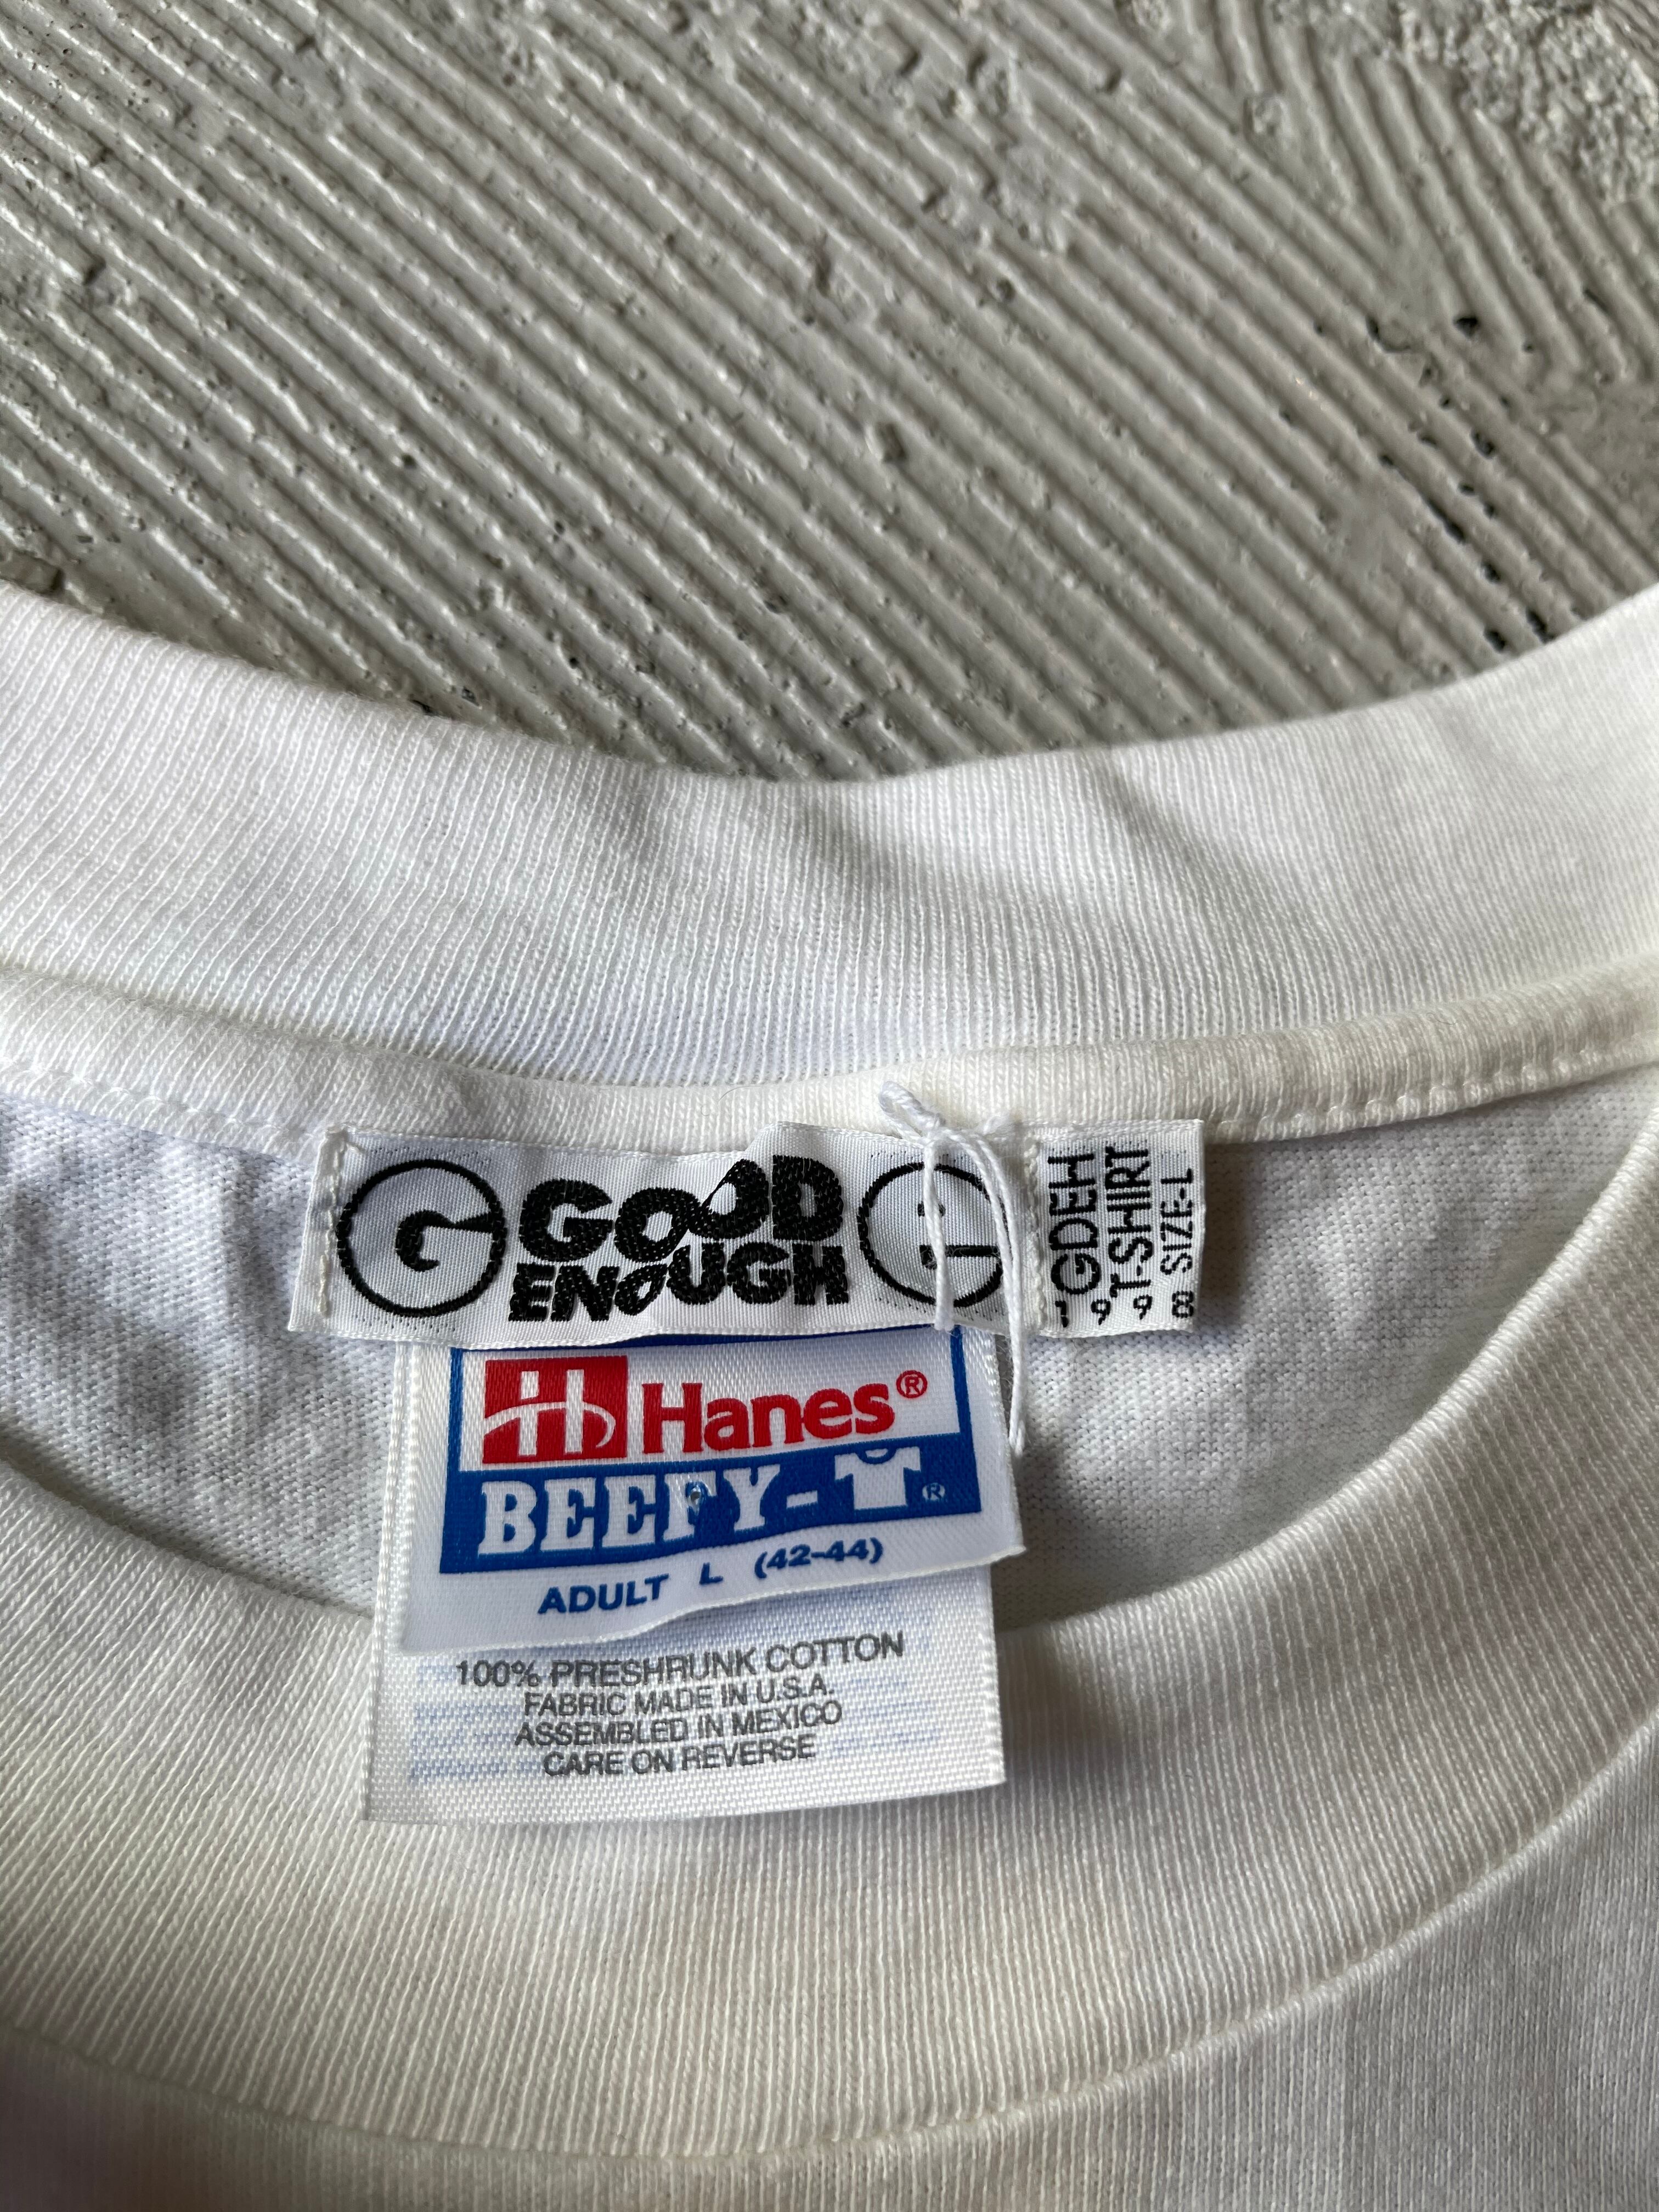 G GOOD
ENOUGH G
GDEH
T-SHIRT
SIZE-L
1998
Hanes®
BEEFY-T®
ADULT L (42-44)
100% PRESHRUNK COTTON
FABRIC MADE IN U.S.A.
ASSEMBLED IN MEXICO
CARE ON REVERSE